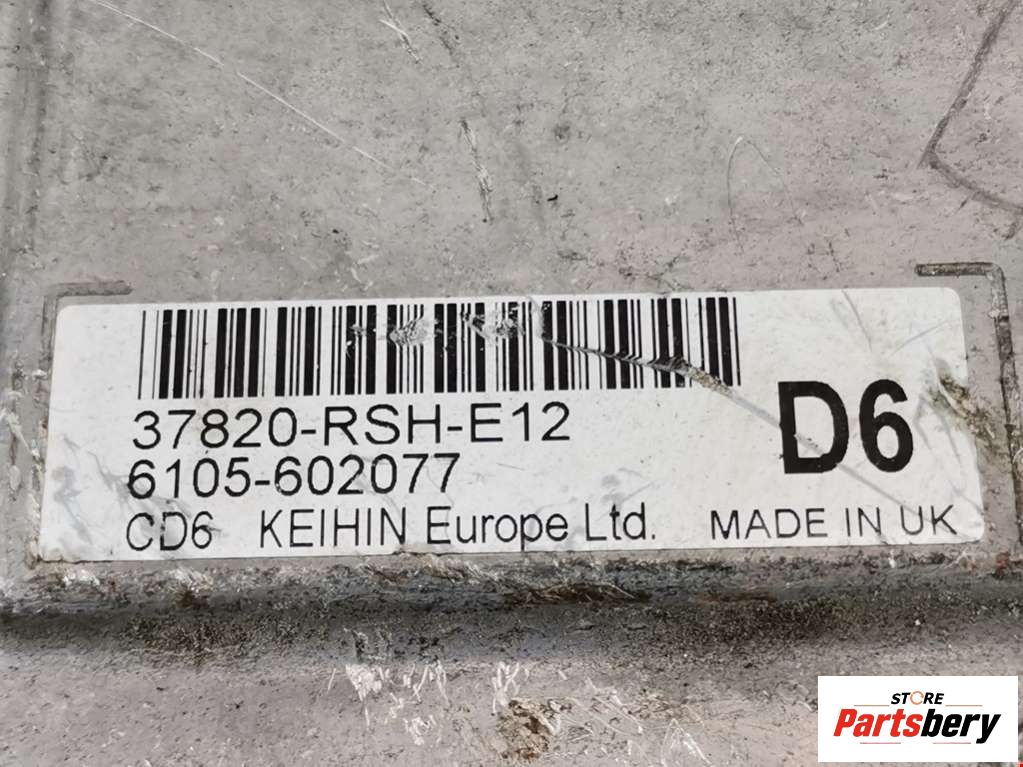 37820-RSH-E12
6105-602077
D6
CD6 KEIHIN Europe Ltd. MADE IN UK
STORE
Partsbery